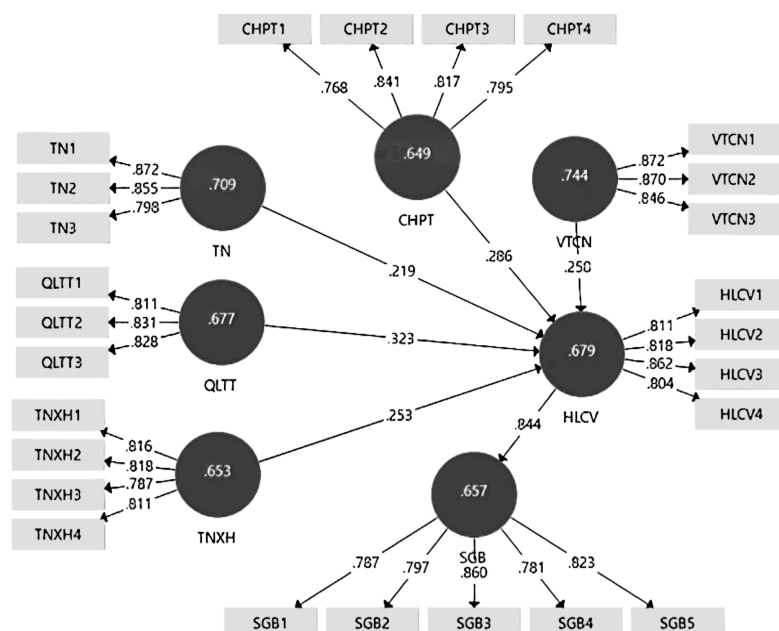 CHPT1 CHPT2 CHPT3 CHPT4
.768 .841 .817 .795
.649
CHPT
TN1
TN2
TN3
.872
.855
.798
.709
TN
VTCN1
VTCN2
VTCN3
.872
.870
.846
.744
VTCN
.286
.250
.219
QLTT1
QLTT2
QLTT3
.811
.831
.828
.677
QLTT
.323
HLCV1
HLCV2
HLCV3
HLCV4
.811
.818
.862
.804
.679
HLCV
TNXH1
TNXH2
TNXH3
TNXH4
.816
.818
.787
.811
.653
TNXH
.253
.844
.657
SGB
.787 .797 .860 .781 .823
SGB1 SGB2 SGB3 SGB4 SGB5